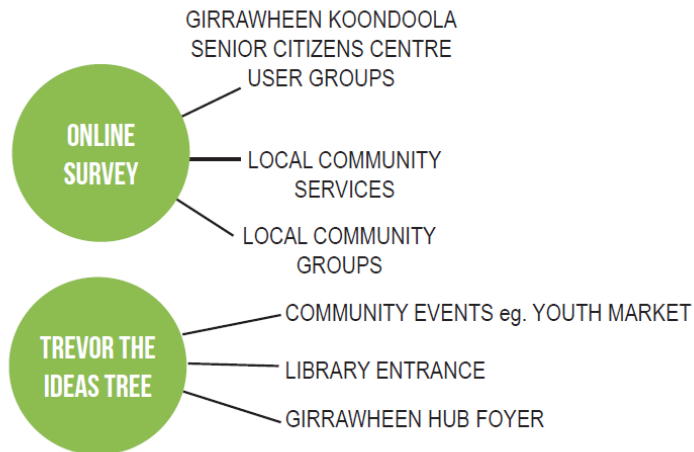 GIRRAWHEEN KOONDOOLA
SENIOR CITIZENS CENTRE
USER GROUPS
ONLINE
SURVEY
LOCAL COMMUNITY
SERVICES
LOCAL COMMUNITY
GROUPS
TREVOR THE
IDEAS TREE
COMMUNITY EVENTS eg. YOUTH MARKET
LIBRARY ENTRANCE
GIRRAWHEEN HUB FOYER